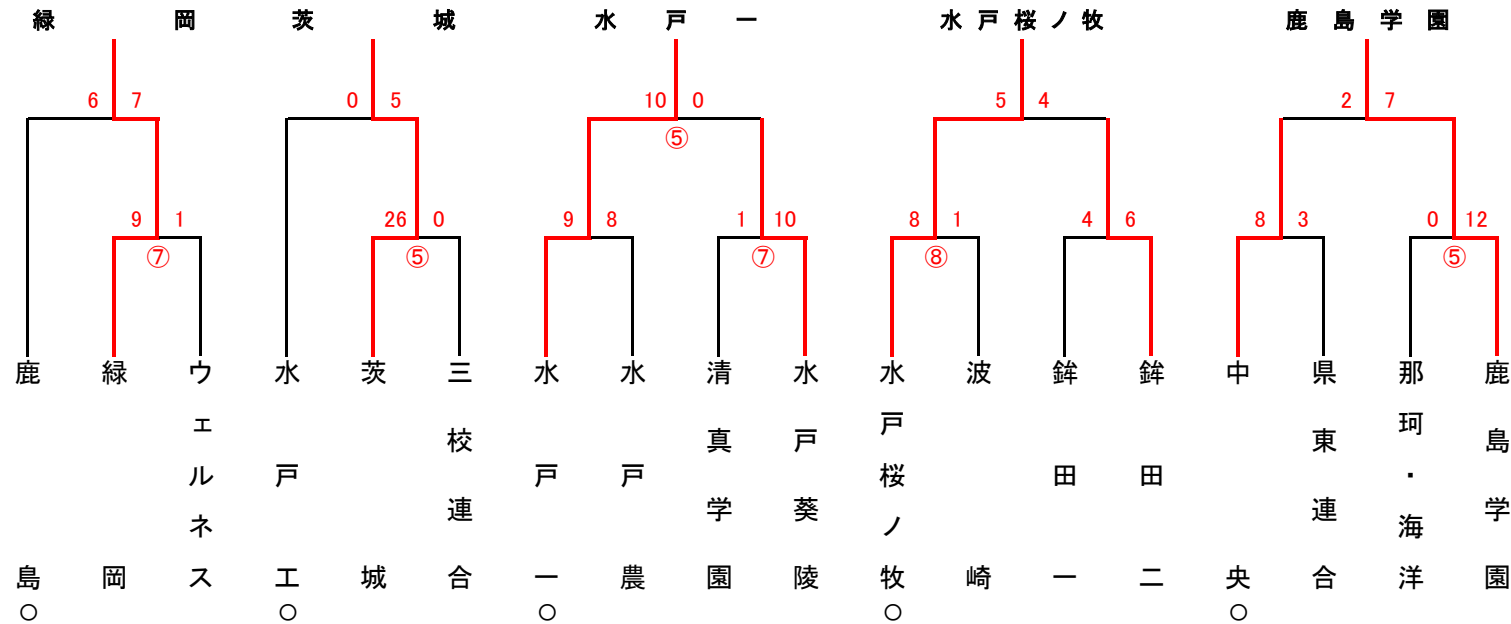 緑岡 茨城 水戸一 水戸桜ノ牧 鹿島学園
6 7 0 5 10 0 5 4 2 7
⑤
9 1 26 0 9 8 1 10 8 1 4 6 8 3 0 12
⑦ ⑤ ⑦ ⑧ ⑤
鹿島
緑岡
ウェルネス
水戸工
茨城
三校連合
水戸一
水戸農
清真学園
水戸葵陵
水戸桜ノ牧
波崎
鉾田一
鉾田二
中央
県東連合
那珂・海洋
鹿島学園
○ ○ ○ ○ ○